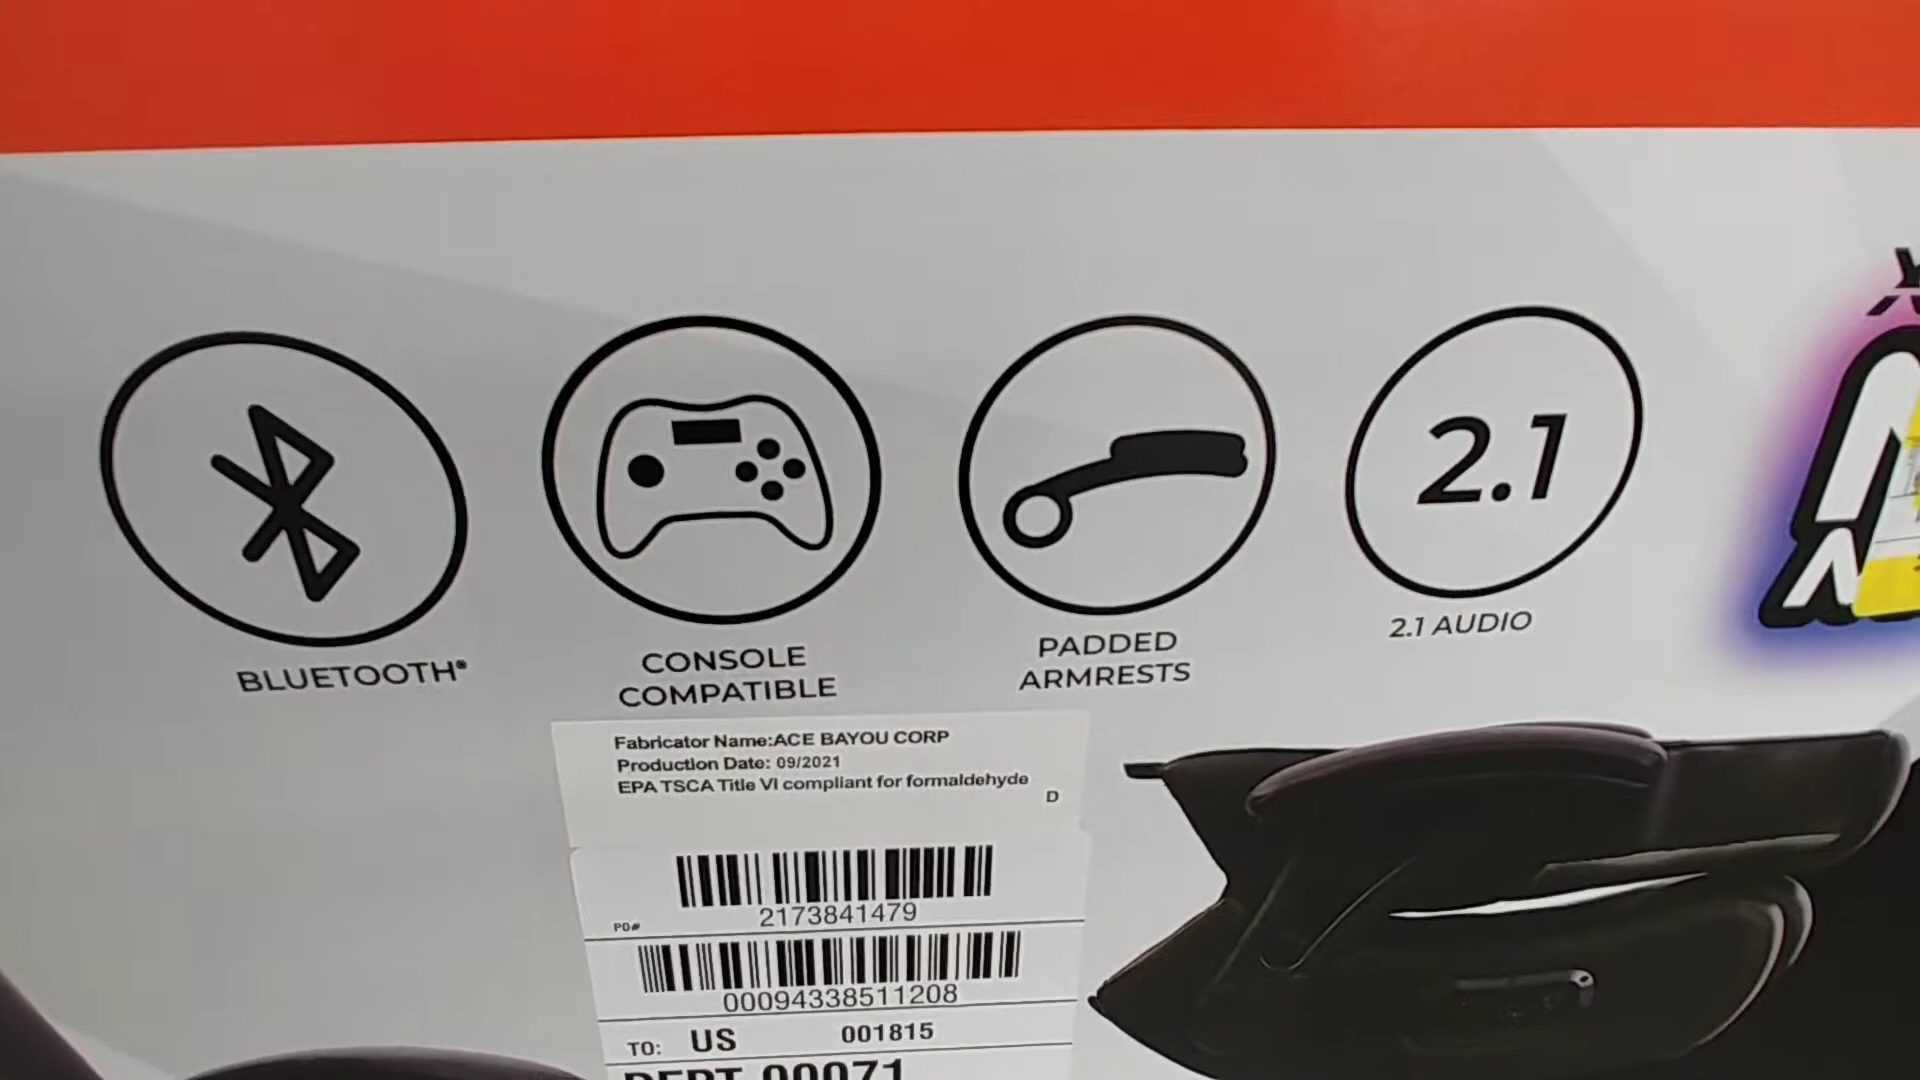 2.1
BLUETOOTH®
CONSOLE
COMPATIBLE
PADDED
ARMRESTS
2.1 AUDIO
Fabricator Name:ACE BAYOU CORP
Production Date: 09/2021
EPA TSCA Title VI compliant for formaldehyde
D
PO# 2173841479
00094338511208
TO: US 001815
DEPT 00071